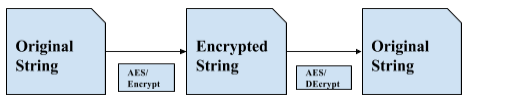 Original
String
AES/
Encrypt
Encrypted
String
AES/
DEcrypt
Original
String